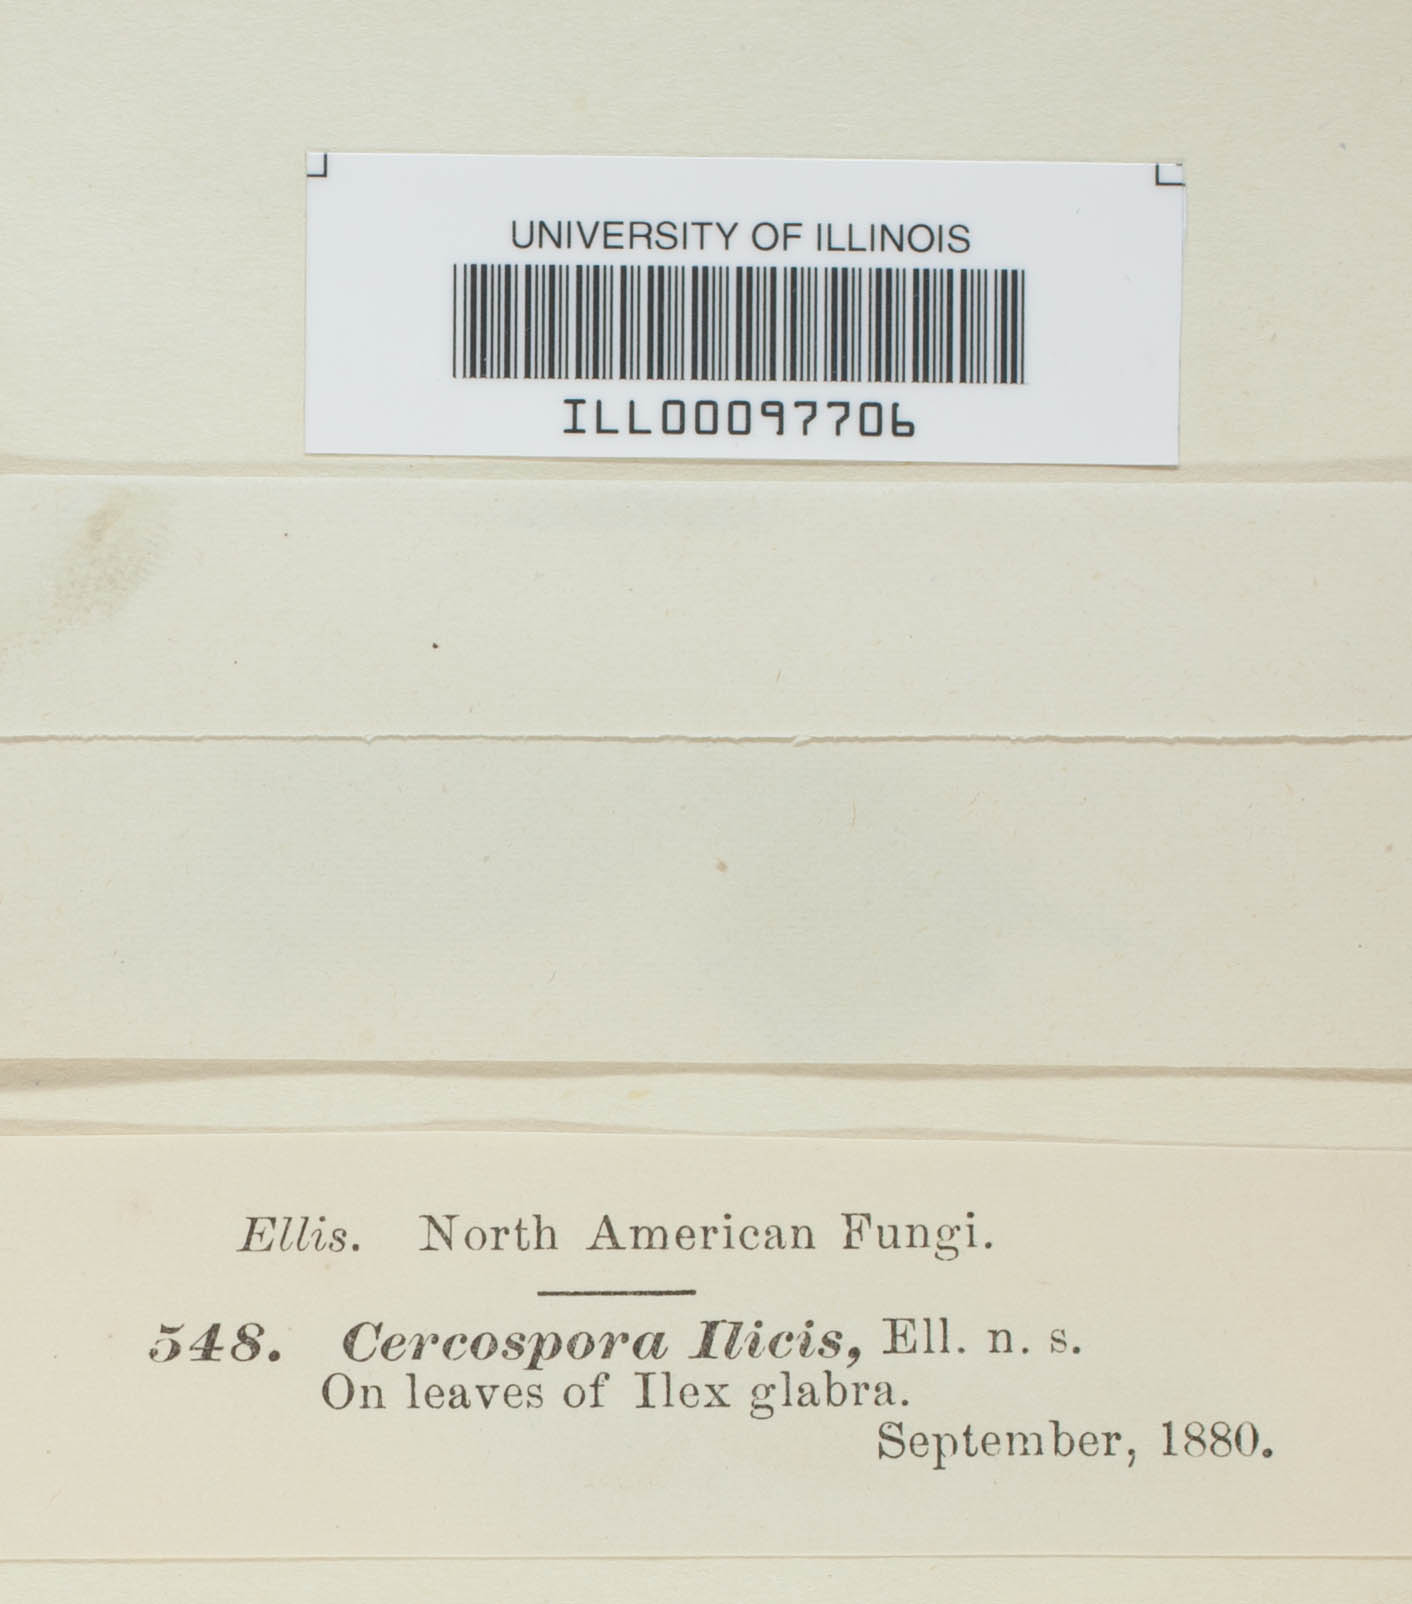 UNIVERSITY OF ILLINOIS
ILL00097706
Ellis. North American Fungi.
548. Cercospora Ilicis, Ell. n. s.
On leaves of Ilex glabra.
September, 1880.